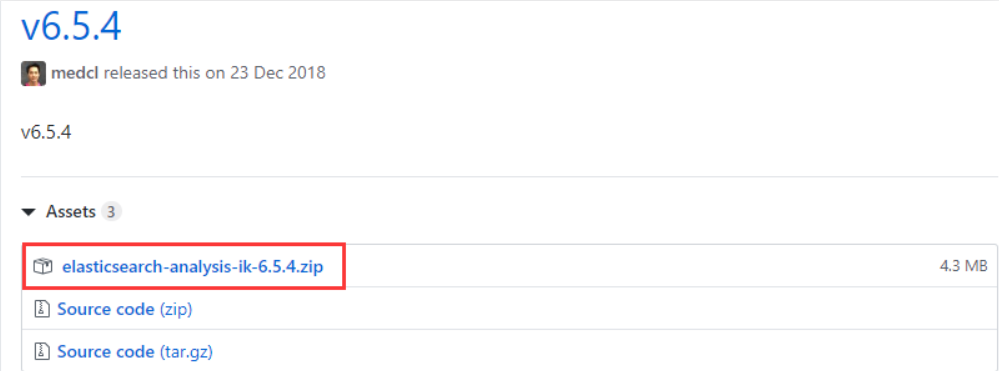 v6.5.4
medcl released this on 23 Dec 2018
v6.5.4
Assets 3
elasticsearch-analysis-ik-6.5.4.zip 4.3 MB
Source code (zip)
Source code (tar.gz)